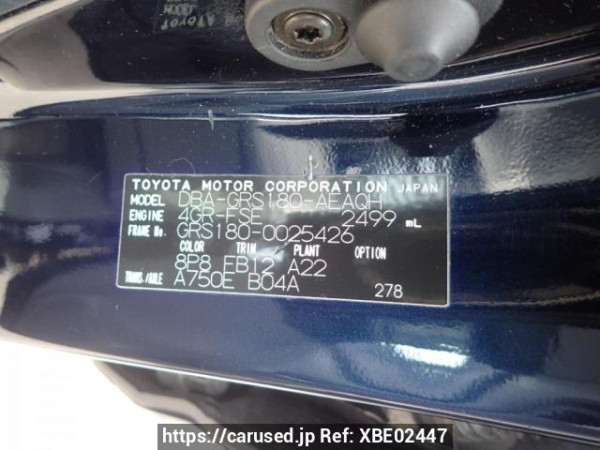 TOYOTA MOTOR CORPORATION JAPAN
MODEL DBA-GRS180-AEAQH
ENGINE 4GR-FSE 2499 mL
FRAME No. GRS180-0025426
COLOR TRIM PLANT OPTION
8P8 FB12 A22
TRANS./AXLE A750E B04A 278
https://carused.jp Ref: XBE02447